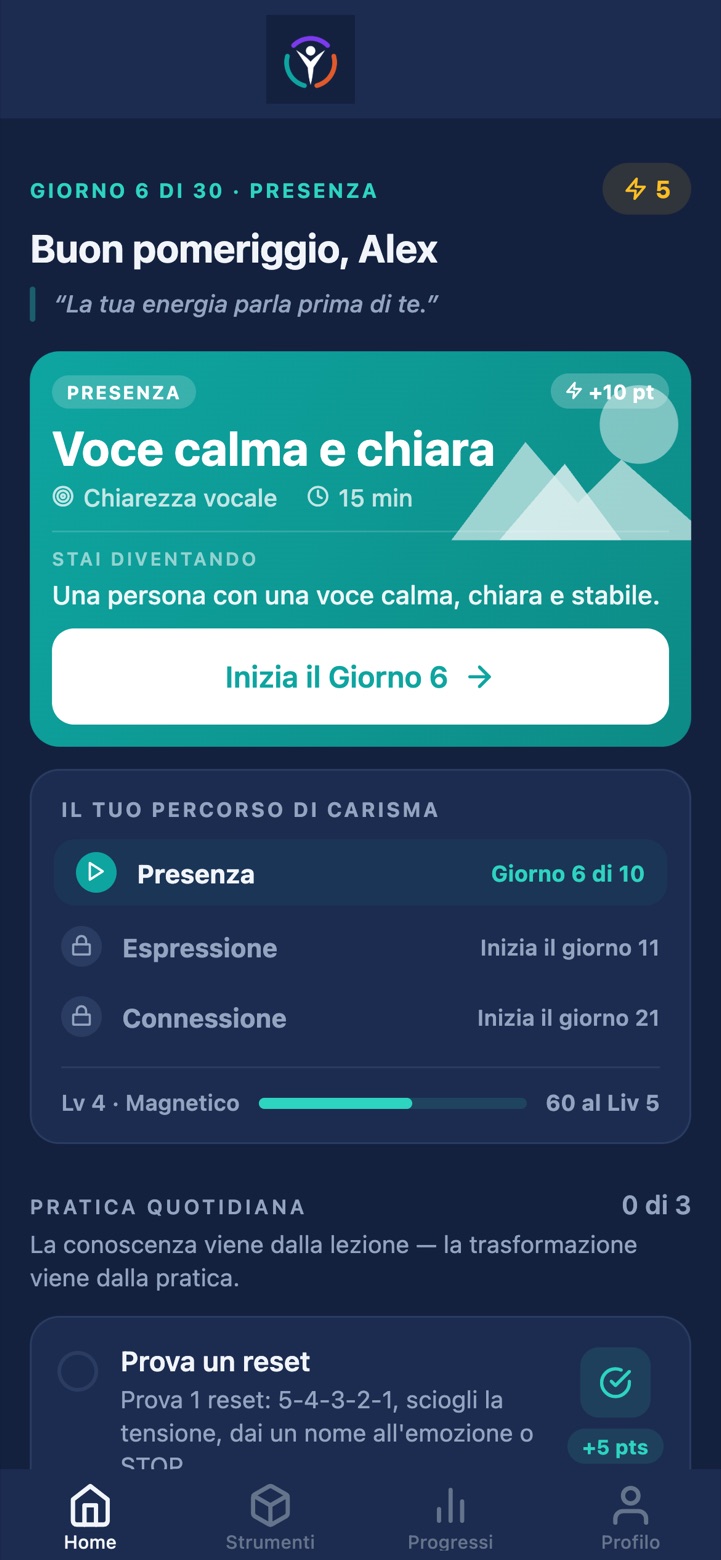 GIORNO 6 DI 30 · PRESENZA
5
Buon pomeriggio, Alex
“La tua energia parla prima di te.”
PRESENZA
+10 pt
Voce calma e chiara
Chiarezza vocale
15 min
STAI DIVENTANDO
Una persona con una voce calma, chiara e stabile.
Inizia il Giorno 6 →
IL TUO PERCORSO DI CARISMA
Presenza
Giorno 6 di 10
Espressione
Inizia il giorno 11
Connessione
Inizia il giorno 21
Lv 4 · Magnetico
60 al Liv 5
PRATICA QUOTIDIANA
0 di 3
La conoscenza viene dalla lezione — la trasformazione
viene dalla pratica.
Prova un reset
Prova 1 reset: 5-4-3-2-1, sciogli la
tensione, dai un nome all'emozione o
STOP
+5 pts
Home
Strumenti
Progressi
Profilo